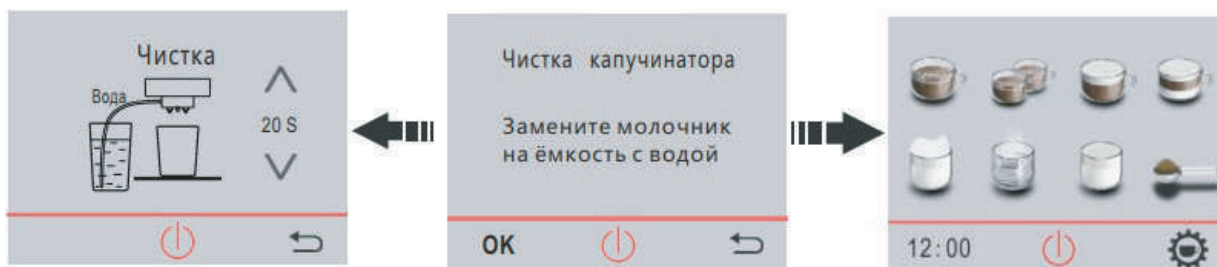 Чистка
Вода
20 S
Чистка капучинатора
Замените молочник
на ёмкость с водой
OK
12:00